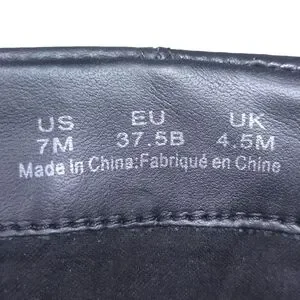 US EU UK
7M 37.5B 4.5M
Made In China:Fabriqué en Chine